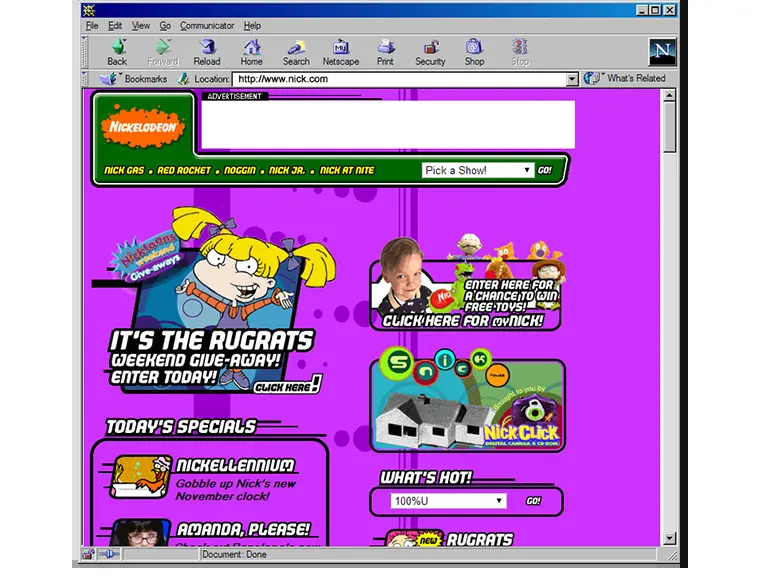 File Edit View Go Communicator Help
Back Forward Reload Home Search Netscape Print Security Shop Stop
My
N
Bookmarks Location: http://www.nick.com What's Related
ADVERTISEMENT
NICKELODEON
NICK GAS • RED ROCKET • NOGGIN • NICK JR. • NICK AT NITE
Pick a Show! GO!
Nicktoons
weekend
Give-aways
IT'S THE RUGRATS
WEEKEND GIVE-AWAY!
ENTER TODAY!
CLICK HERE!
ENTER HERE FOR
A CHANCE TO WIN
FREE TOYS!
Nick
CLICK HERE FOR myNICK!
Snick
HOUSE
Brought to you by
NICK CLICK
DIGITAL CAMERA & CD-ROM
TODAY'S SPECIALS
NICKELLENNIUM
Gobble up Nick's new
November clock!
AMANDA, PLEASE!
WHAT'S HOT!
100%U GO!
NEW RUGRATS
Document: Done